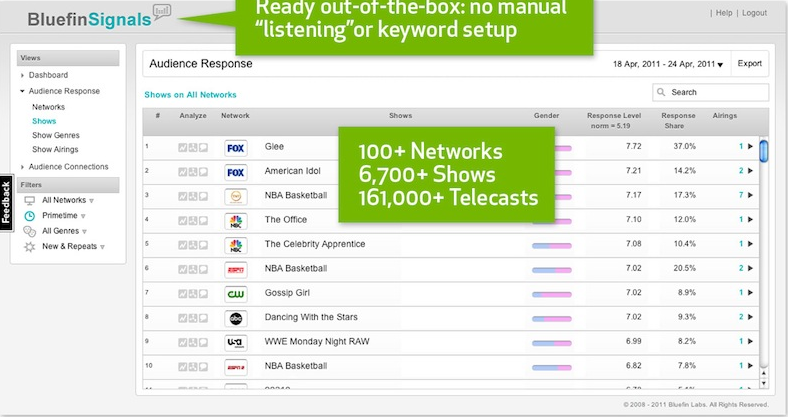 BluefinSignals
Ready out-of-the-box: no manual
"listening"or keyword setup
| Help | Logout
Views
Dashboard
Audience Response
Networks
Shows
Show Genres
Show Airings
Audience Connections
Filters
All Networks
Primetime
All Genres
New & Repeats
Feedback
Audience Response
18 Apr, 2011 - 24 Apr, 2011
Export
Shows on All Networks
Search
# Analyze Network Shows Gender Response Level norm = 5.19 Response Share Airings
1 FOX Glee 7.72 37.0% 1
2 FOX American Idol 7.21 14.2% 2
3 NBA Basketball 7.17 17.3% 7
4 NBC The Office 7.10 12.0% 1
5 NBC The Celebrity Apprentice 7.08 10.4% 1
6 ESPN NBA Basketball 7.02 20.5% 2
7 CW Gossip Girl 7.02 8.9% 1
8 abc Dancing With the Stars 7.02 9.3% 2
9 USA WWE Monday Night RAW 6.99 8.2% 1
10 NBA Basketball 6.82 7.8% 1
100+ Networks
6,700+ Shows
161,000+ Telecasts
© 2008 - 2011 Bluefin Labs. All Rights Reserved.